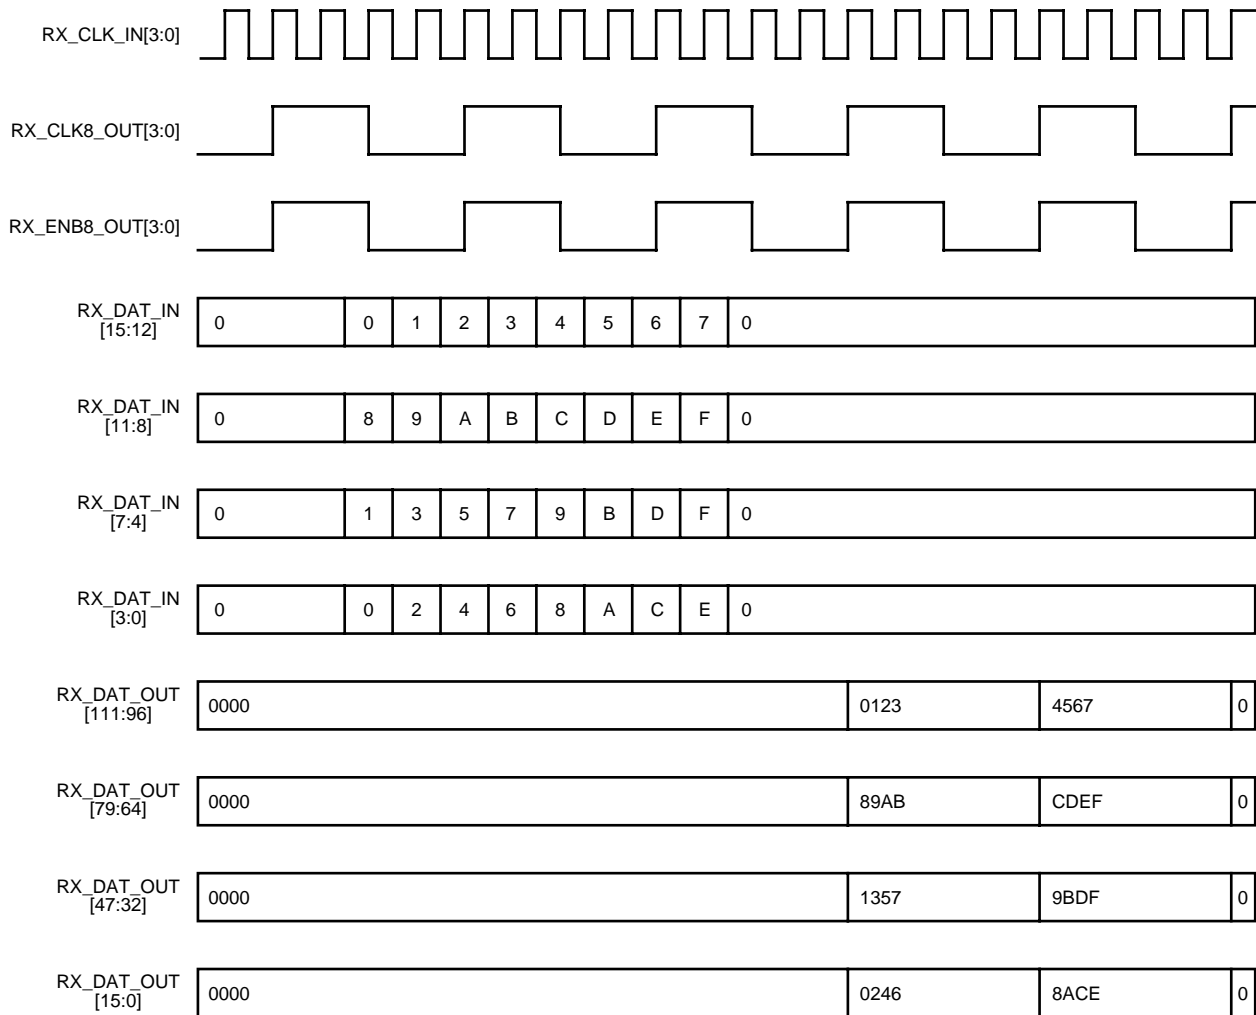 RX_CLK_IN[3:0]
RX_CLK8_OUT[3:0]
RX_ENB8_OUT[3:0]
RX_DAT_IN
[15:12]
0 0 1 2 3 4 5 6 7 0
RX_DAT_IN
[11:8]
0 8 9 A B C D E F 0
RX_DAT_IN
[7:4]
0 1 3 5 7 9 B D F 0
RX_DAT_IN
[3:0]
0 0 2 4 6 8 A C E 0
RX_DAT_OUT
[111:96]
0000 0123 4567 0
RX_DAT_OUT
[79:64]
0000 89AB CDEF 0
RX_DAT_OUT
[47:32]
0000 1357 9BDF 0
RX_DAT_OUT
[15:0]
0000 0246 8ACE 0